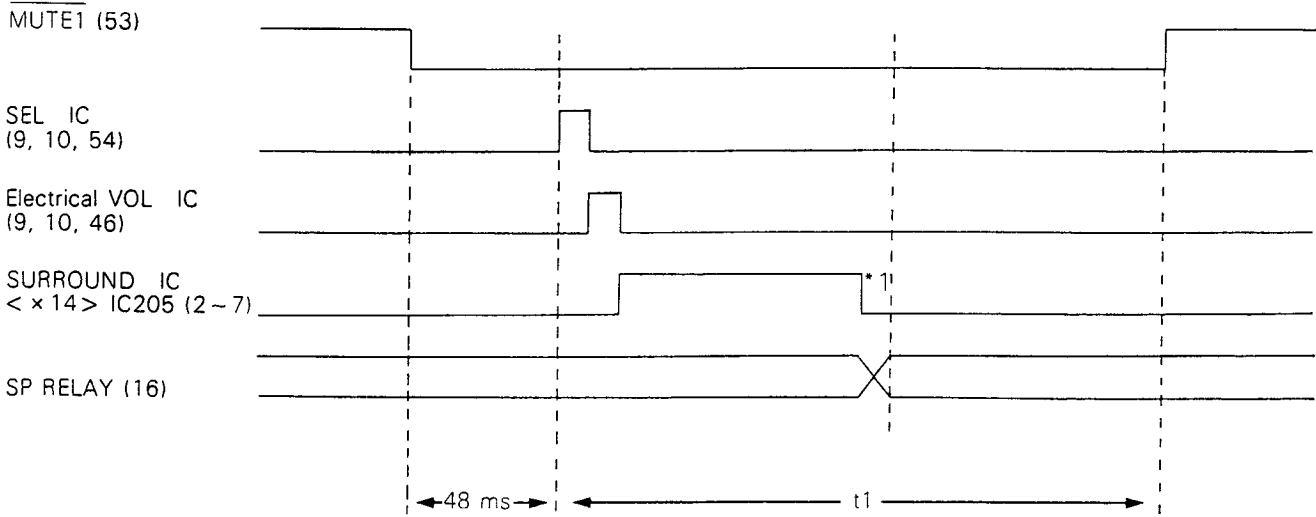 MUTE1 (53)
SEL IC
(9, 10, 54)
Electrical VOL IC
(9, 10, 46)
SURROUND IC
< × 14 > IC205 (2 ~ 7)
* 1
SP RELAY (16)
48 ms
t1